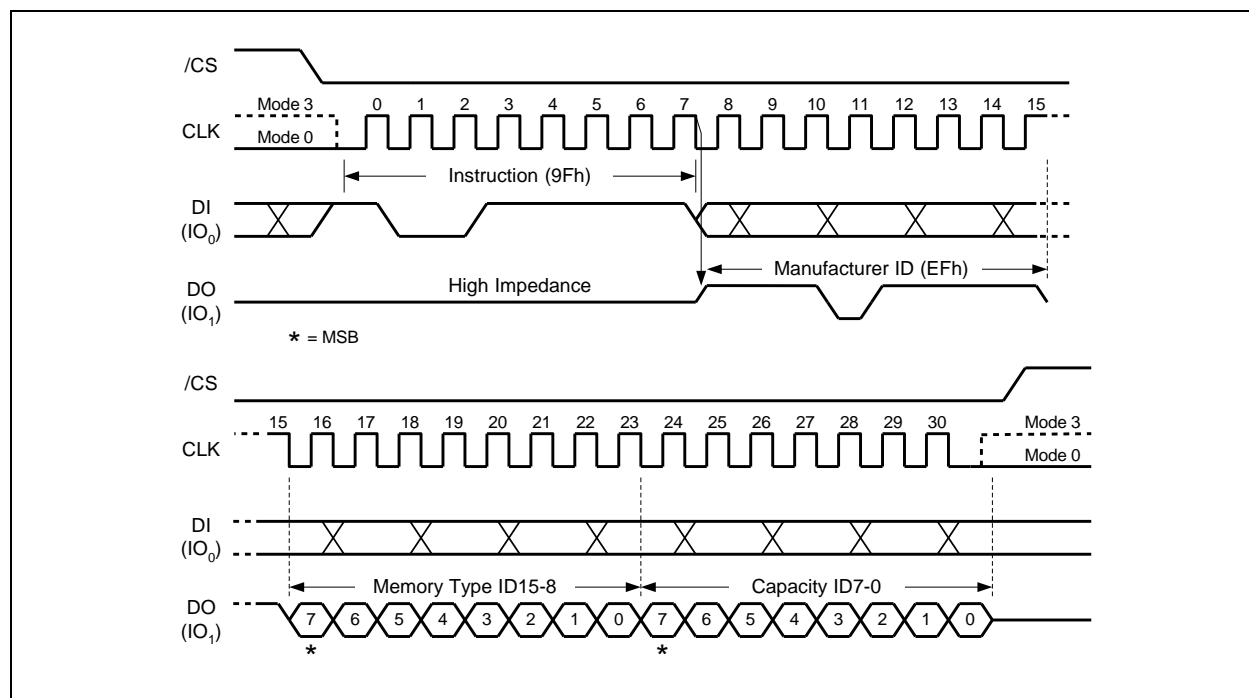 /CS
Mode 3
0 1 2 3 4 5 6 7 8 9 10 11 12 13 14 15
CLK
Mode 0
Instruction (9Fh)
DI
(IO0)
Manufacturer ID (EFh)
High Impedance
DO
(IO1)
* = MSB
/CS
15 16 17 18 19 20 21 22 23 24 25 26 27 28 29 30
Mode 3
CLK
Mode 0
DI
(IO0)
Memory Type ID15-8
Capacity ID7-0
DO
7 6 5 4 3 2 1 0 7 6 5 4 3 2 1 0
(IO1)
* *